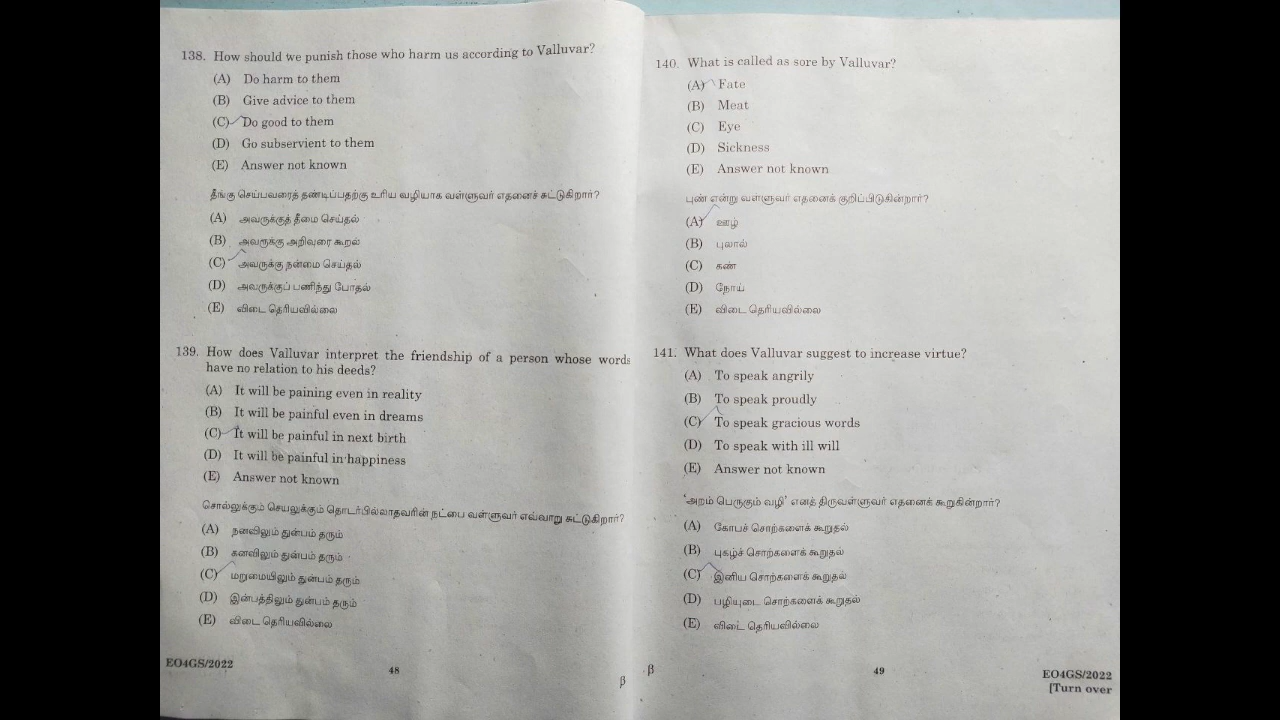 138. How should we punish those who harm us according to Valluvar?
(A) Do harm to them
(B) Give advice to them
(C) Do good to them
(D) Go subservient to them
(E) Answer not known
தீங்கு செய்பவரைத் தண்டிப்பதற்கு உரிய வழியாக வள்ளுவர் எதனைச் சுட்டுகிறார்?
(A) அவருக்குத் தீமை செய்தல்
(B) அவருக்கு அறிவுரை கூறல்
(C) அவருக்கு நன்மை செய்தல்
(D) அவருக்குப் பணிந்து போதல்
(E) விடை தெரியவில்லை
139. How does Valluvar interpret the friendship of a person whose words
have no relation to his deeds?
(A) It will be paining even in reality
(B) It will be painful even in dreams
(C) It will be painful in next birth
(D) It will be painful in happiness
(E) Answer not known
சொல்லுக்கும் செயலுக்கும் தொடர்பில்லாதவரின் நட்பை வள்ளுவர் எவ்வாறு சுட்டுகிறார்?
(A) நனவிலும் துன்பம் தரும்
(B) கனவிலும் துன்பம் தரும்
(C) மறுமையிலும் துன்பம் தரும்
(D) இன்பத்திலும் துன்பம் தரும்
(E) விடை தெரியவில்லை
EO4GS/2022
48
β
140. What is called as sore by Valluvar?
(A) Fate
(B) Meat
(C) Eye
(D) Sickness
(E) Answer not known
புண் என்று வள்ளுவர் எதனைக் குறிப்பிடுகின்றார்?
(A) ஊழ்
(B) புலால்
(C) கண்
(D) நோய்
(E) விடை தெரியவில்லை
141. What does Valluvar suggest to increase virtue?
(A) To speak angrily
(B) To speak proudly
(C) To speak gracious words
(D) To speak with ill will
(E) Answer not known
'அறம் பெருகும் வழி' எனத் திருவள்ளுவர் எதனைக் கூறுகின்றார்?
(A) கோபச் சொற்களைக் கூறுதல்
(B) புகழ்ச் சொற்களைக் கூறுதல்
(C) இனிய சொற்களைக் கூறுதல்
(D) பழியுடை சொற்களைக் கூறுதல்
(E) விடை தெரியவில்லை
β
49
EO4GS/2022
[Turn over